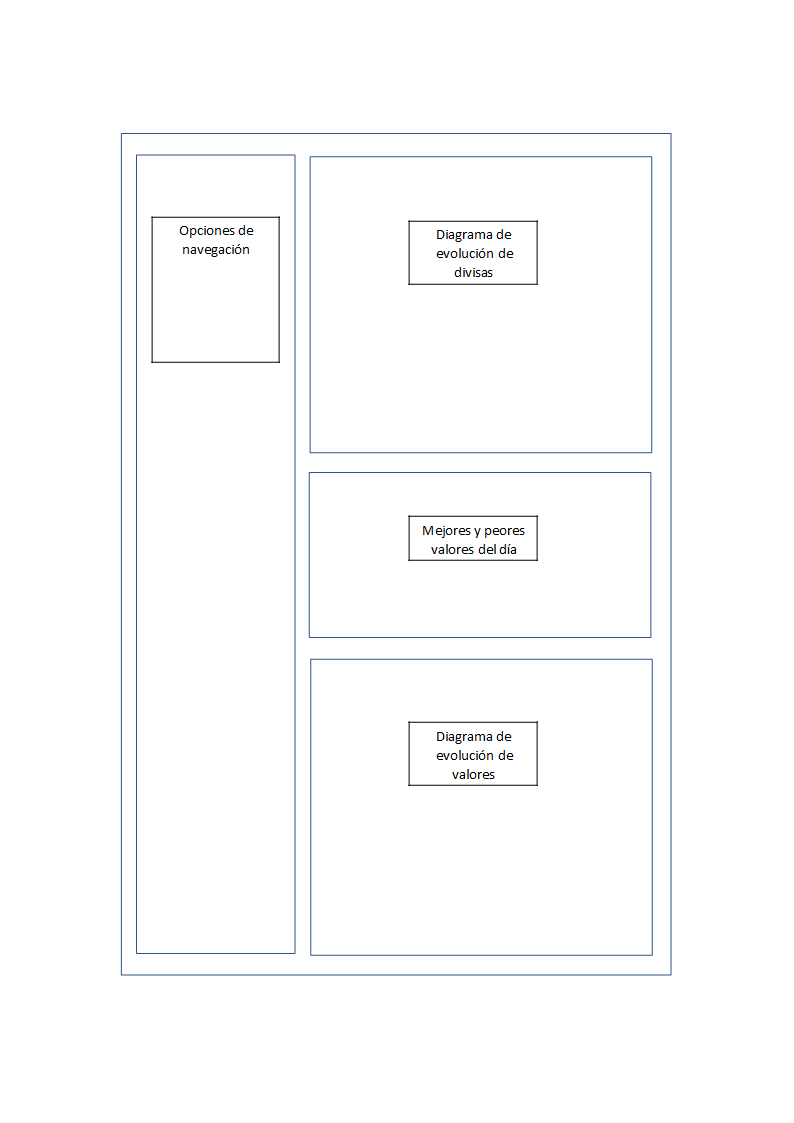 Opciones de
navegación
Diagrama de
evolución de
divisas
Mejores y peores
valores del día
Diagrama de
evolución de
valores